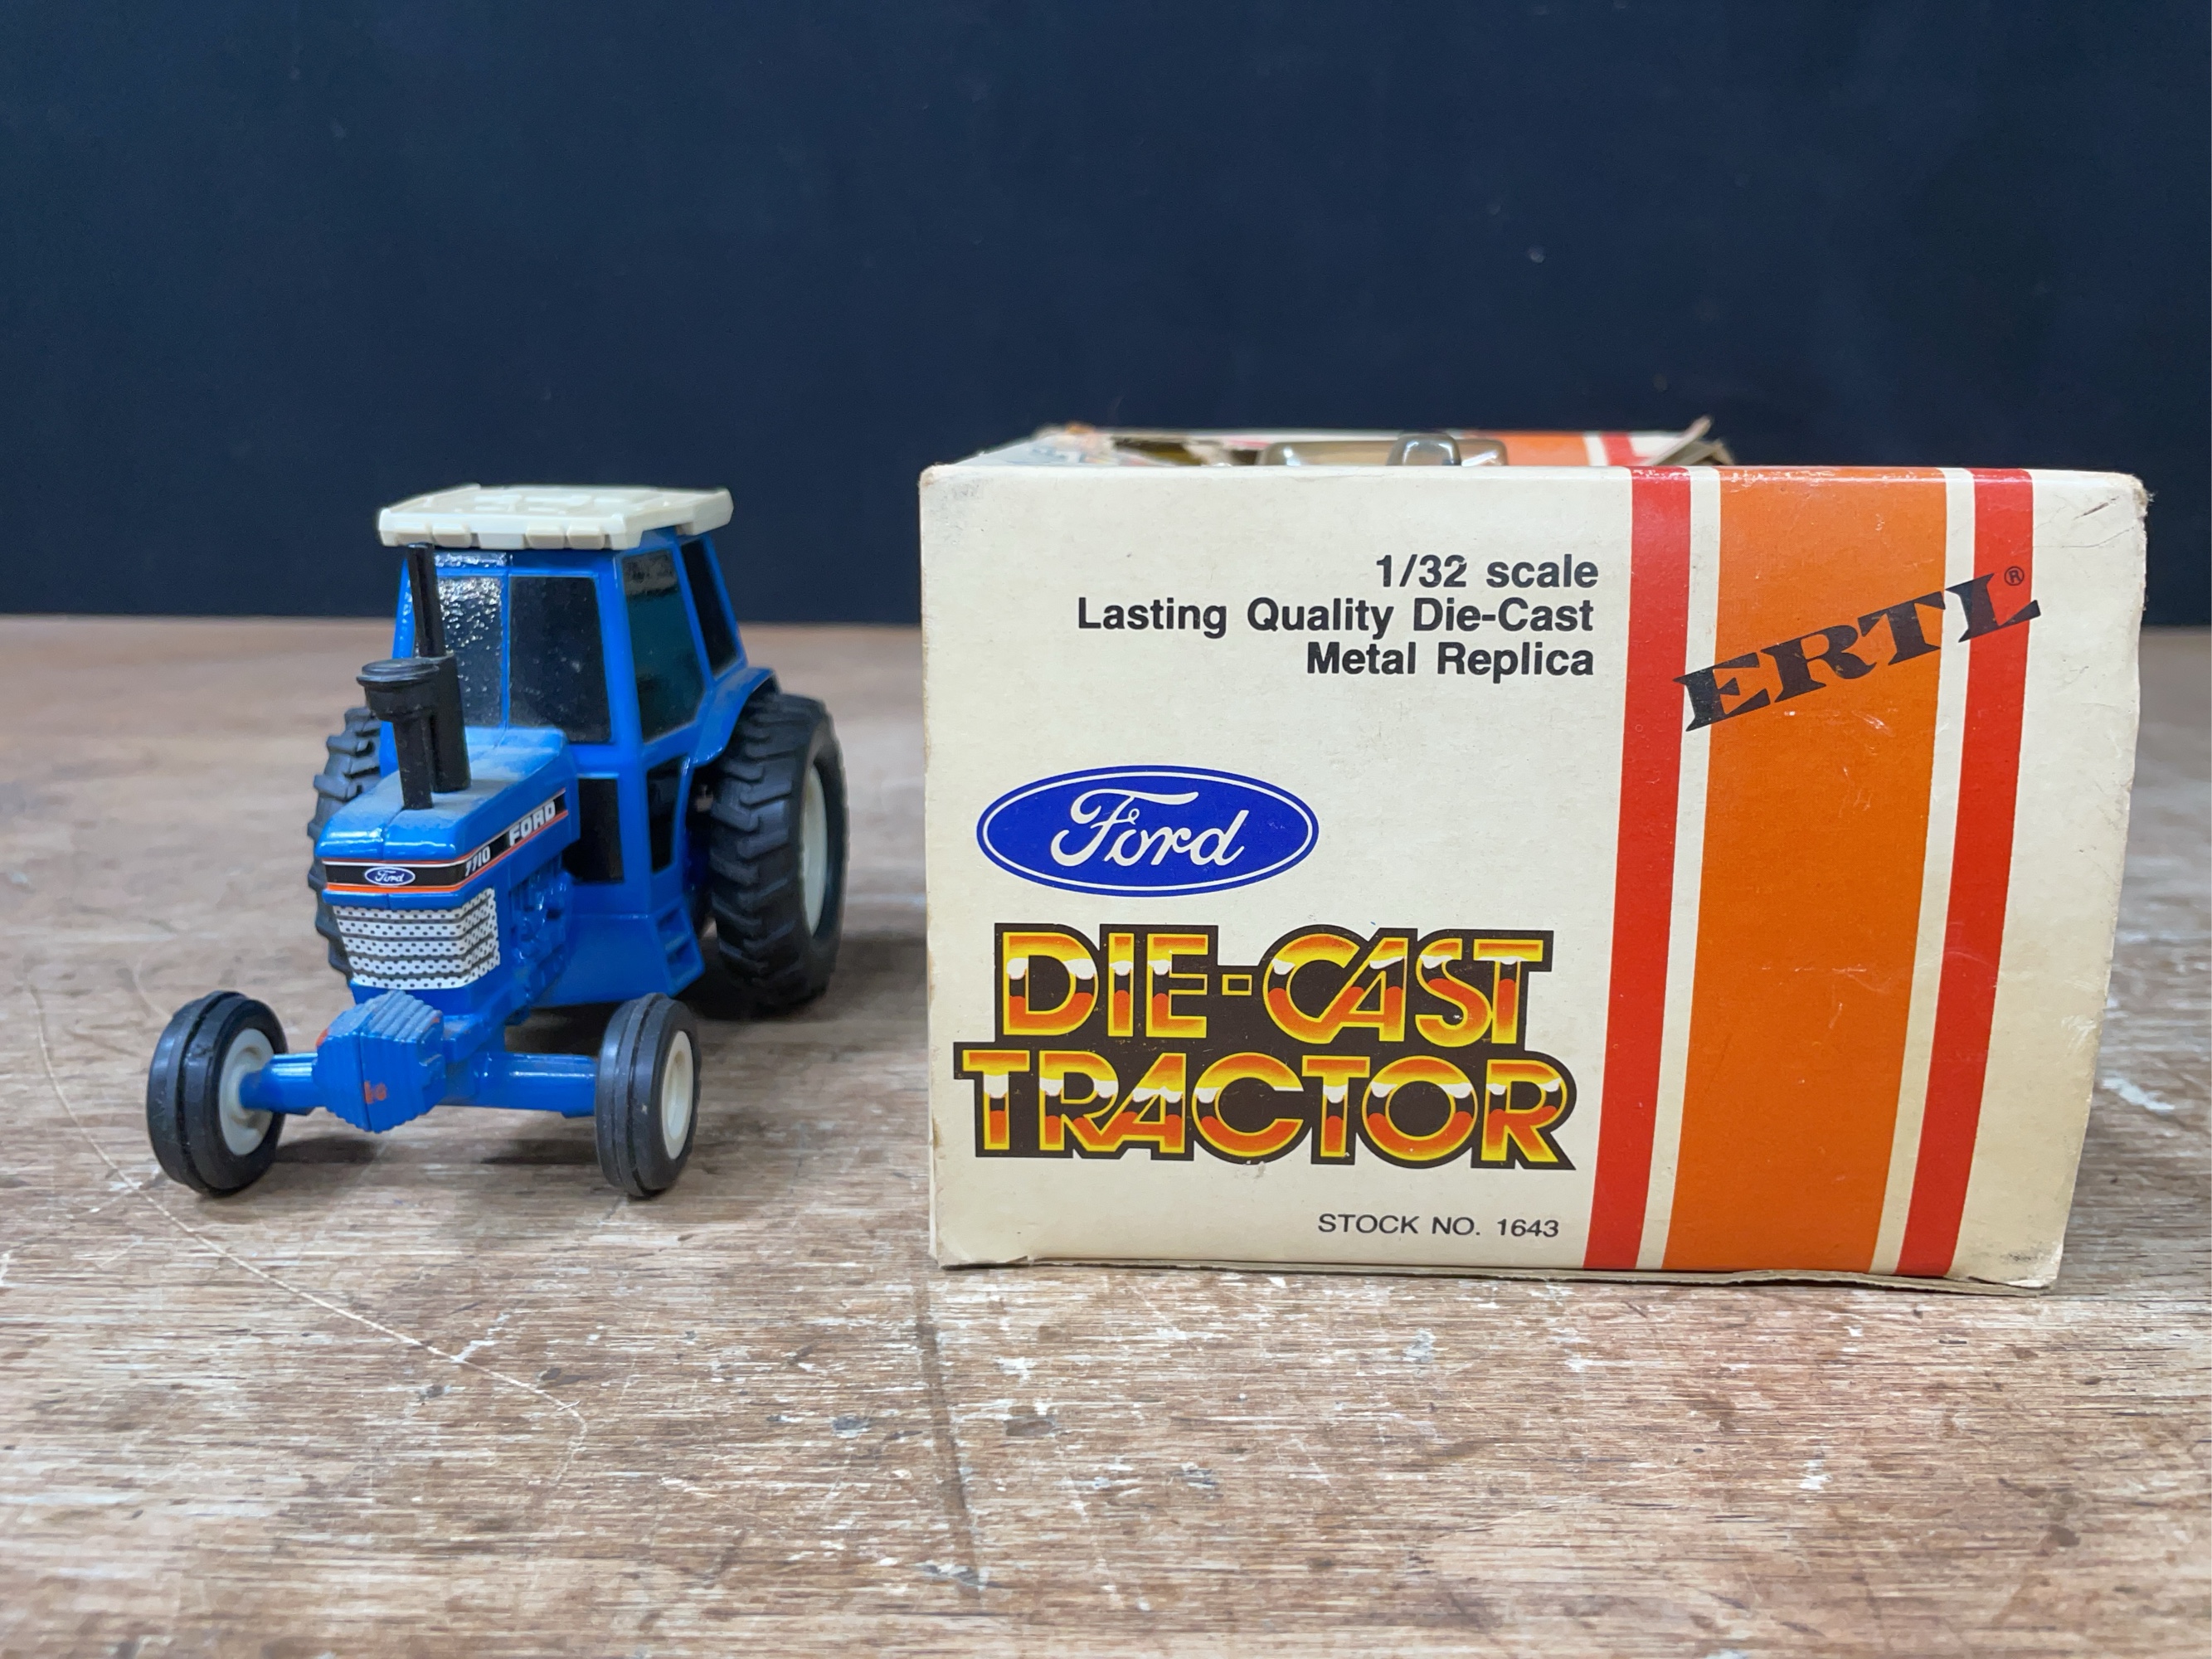 Ford
7710 FORD
1/32 scale
Lasting Quality Die-Cast
Metal Replica
ERTL®
Ford
DIE-CAST
TRACTOR
STOCK NO. 1643